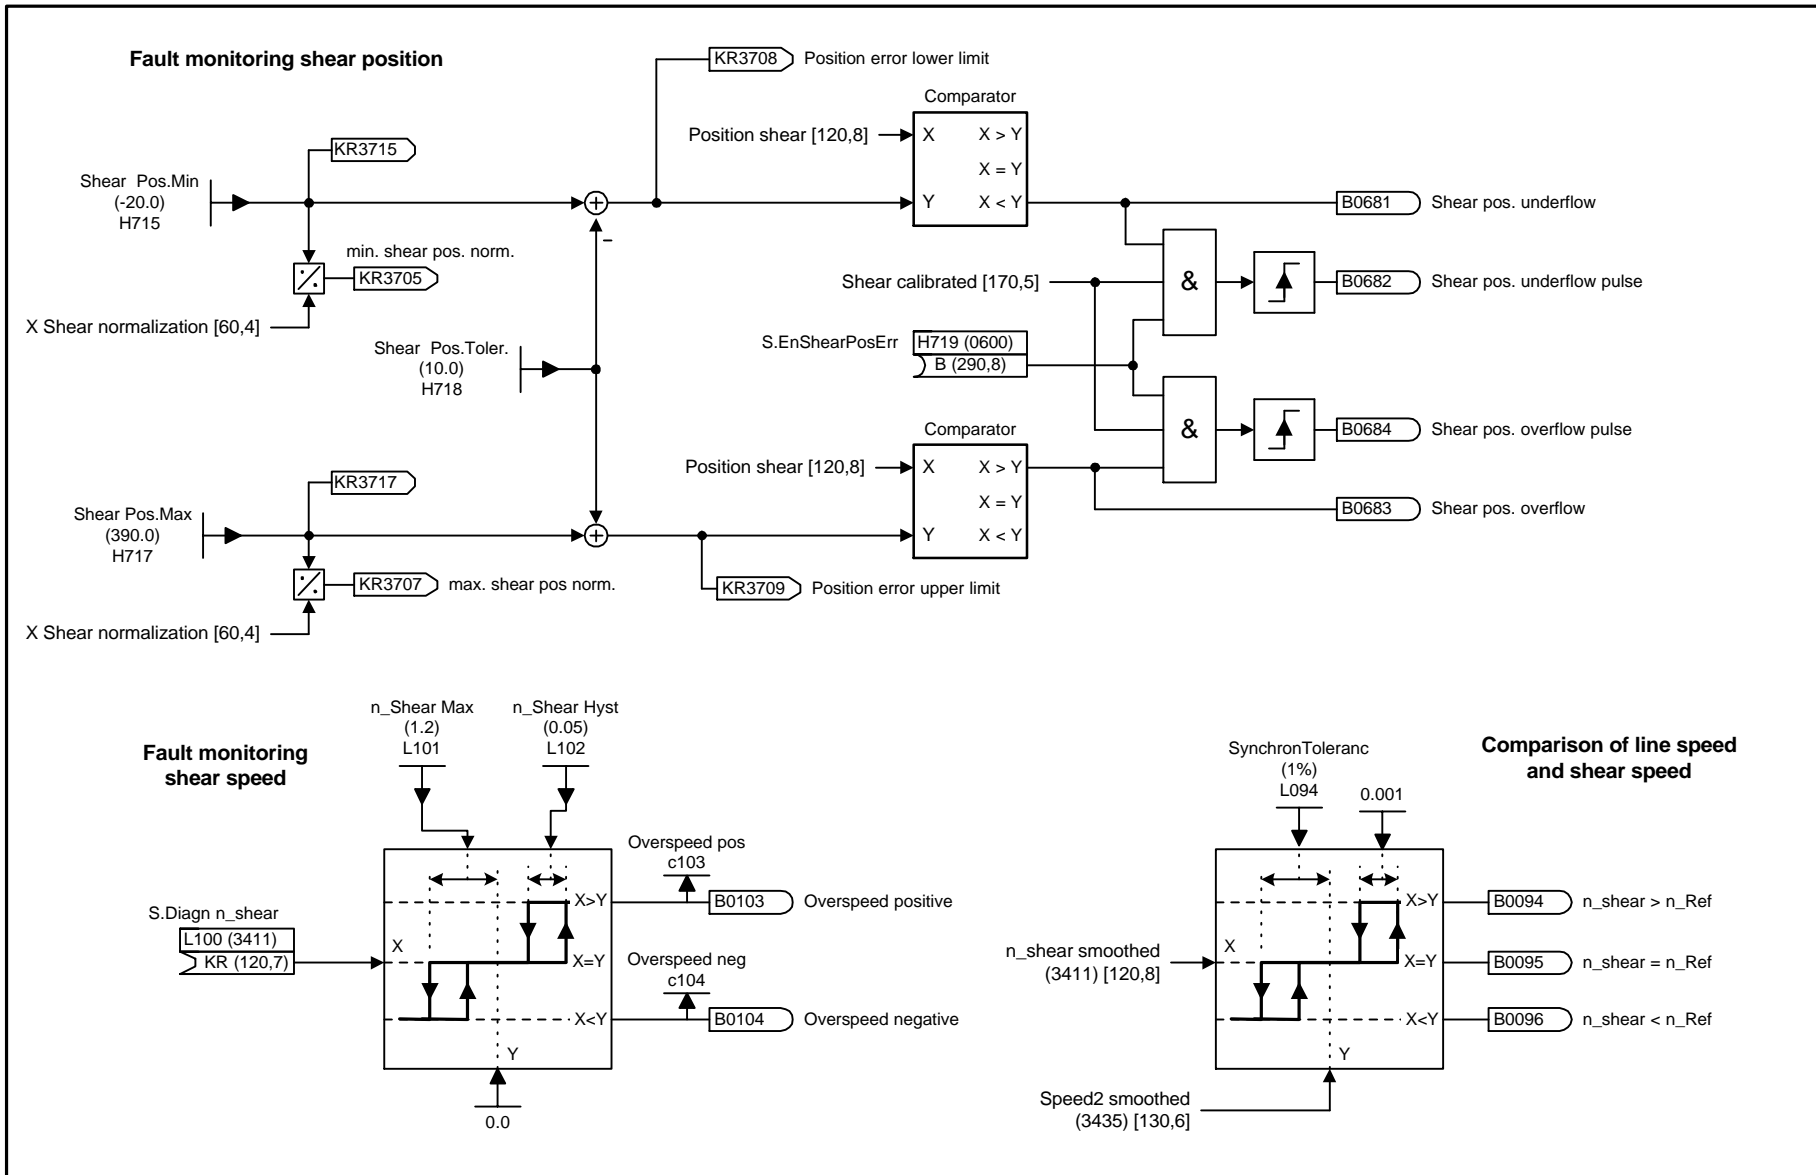 Fault monitoring shear position
KR3708 Position error lower limit
Comparator
Position shear [120,8]
X X > Y
X = Y
Y X < Y
KR3715
Shear Pos.Min
(-20.0)
H715
+
–
B0681 Shear pos. underflow
min. shear pos. norm.
KR3705
X Shear normalization [60,4]
Shear calibrated [170,5]
&
B0682 Shear pos. underflow pulse
S.EnShearPosErr
H719 (0600)
B (290,8)
Shear Pos.Toler.
(10.0)
H718
&
B0684 Shear pos. overflow pulse
Comparator
Position shear [120,8]
X X > Y
X = Y
Y X < Y
KR3717
B0683 Shear pos. overflow
Shear Pos.Max
(390.0)
H717
+
KR3707 max. shear pos norm.
KR3709 Position error upper limit
X Shear normalization [60,4]
Fault monitoring
shear speed
n_Shear Max
(1.2)
L101
n_Shear Hyst
(0.05)
L102
S.Diagn n_shear
L100 (3411)
KR (120,7)
X
X>Y
X=Y
X<Y
Y
0.0
Overspeed pos
c103
B0103 Overspeed positive
Overspeed neg
c104
B0104 Overspeed negative
Comparison of line speed
and shear speed
SynchronToleranc
(1%)
L094
0.001
n_shear smoothed
(3411) [120,8]
X
X>Y
X=Y
X<Y
Y
B0094 n_shear > n_Ref
B0095 n_shear = n_Ref
B0096 n_shear < n_Ref
Speed2 smoothed
(3435) [130,6]